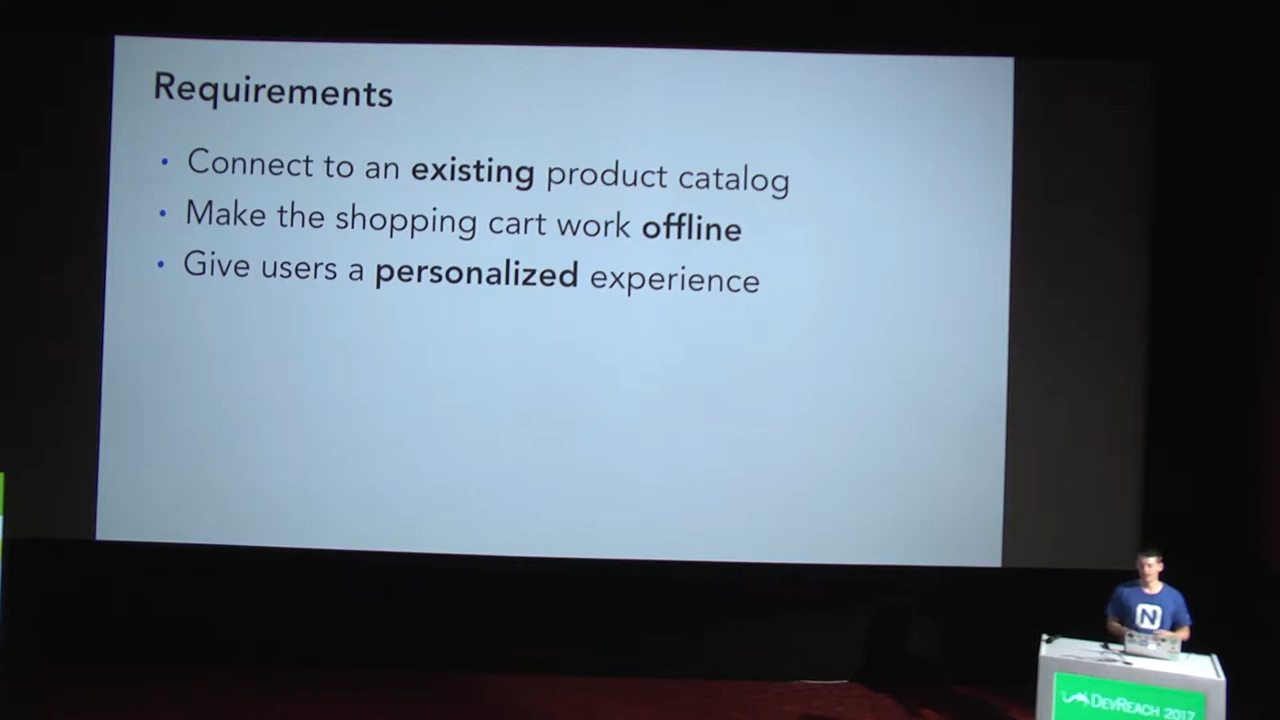 Requirements
• Connect to an existing product catalog
• Make the shopping cart work offline
• Give users a personalized experience
N
DEVREACH 2017